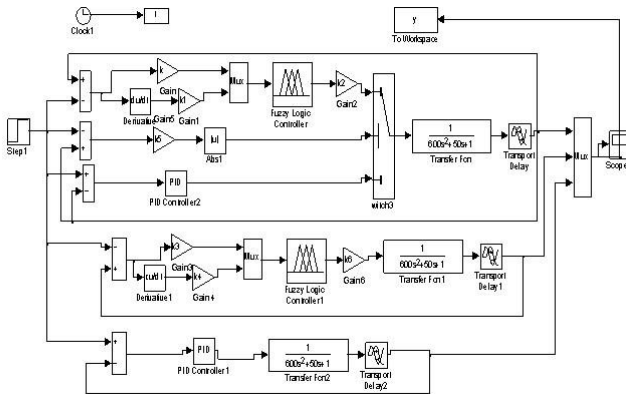 Clock1
t
y
To Workspace
k
Gain
du/dt
Derivative
k1
Gain5
Gain1
Mux
Fuzzy Logic
Controller
k2
Gain2
Step1
k5
|u|
Abs1
PID
PID Controller2
witch3
1
600s²+50s+1
Transfer Fcn
Transport
Delay
Mux
Scope
k3
Gain3
du/dt
Derivative1
k4
Gain4
Mux
Fuzzy Logic
Controller1
k6
Gain6
1
600s²+50s+1
Transfer Fcn1
Transport
Delay1
PID
PID Controller1
1
600s²+50s+1
Transfer Fcn2
Transport
Delay2